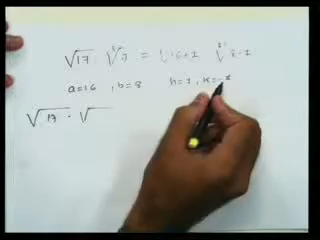 √17 · ∛7 = √16+1 ∛8-1
a=16 , b=8 h=1 , k=-1
√17 · √